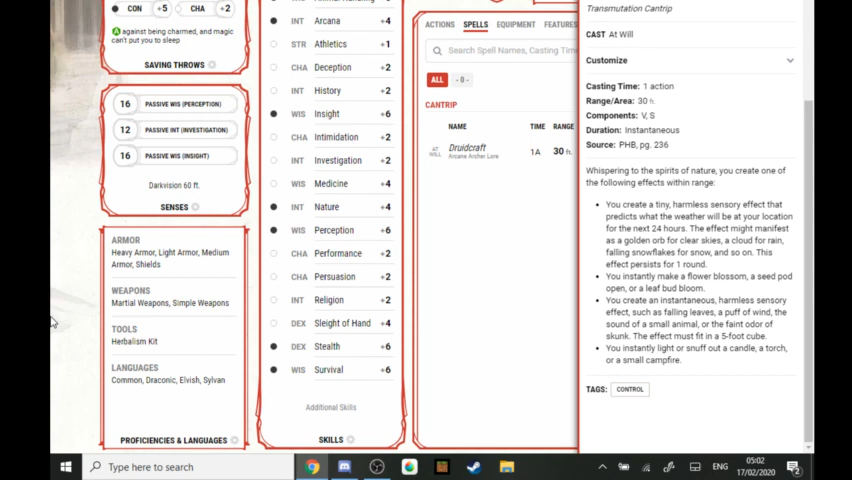 CON +5 CHA +2
A against being charmed, and magic
can't put you to sleep
SAVING THROWS
16 PASSIVE WIS (PERCEPTION)
12 PASSIVE INT (INVESTIGATION)
16 PASSIVE WIS (INSIGHT)
Darkvision 60 ft.
SENSES
ARMOR
Heavy Armor, Light Armor, Medium
Armor, Shields
WEAPONS
Martial Weapons, Simple Weapons
TOOLS
Herbalism Kit
LANGUAGES
Common, Draconic, Elvish, Sylvan
PROFICIENCIES & LANGUAGES
INT Arcana +4
STR Athletics +1
CHA Deception +2
INT History +2
WIS Insight +6
CHA Intimidation +2
INT Investigation +2
WIS Medicine +4
INT Nature +4
WIS Perception +6
CHA Performance +2
CHA Persuasion +2
INT Religion +2
DEX Sleight of Hand +4
DEX Stealth +6
WIS Survival +6
Additional Skills
SKILLS
ACTIONS SPELLS EQUIPMENT FEATURES
Search Spell Names, Casting Time
ALL - 0 -
CANTRIP
NAME TIME RANGE
AT WILL Druidcraft 1A 30 ft.
Arcane Archer Lore
Transmutation Cantrip
CAST At Will
Customize
Casting Time: 1 action
Range/Area: 30 ft.
Components: V, S
Duration: Instantaneous
Source: PHB, pg. 236
Whispering to the spirits of nature, you create one of
the following effects within range:
• You create a tiny, harmless sensory effect that
predicts what the weather will be at your location
for the next 24 hours. The effect might manifest
as a golden orb for clear skies, a cloud for rain,
falling snowflakes for snow, and so on. This
effect persists for 1 round.
• You instantly make a flower blossom, a seed pod
open, or a leaf bud bloom.
• You create an instantaneous, harmless sensory
effect, such as falling leaves, a puff of wind, the
sound of a small animal, or the faint odor of
skunk. The effect must fit in a 5-foot cube.
• You instantly light or snuff out a candle, a torch,
or a small campfire.
TAGS: CONTROL
Type here to search
ENG
05:02
17/02/2020
2